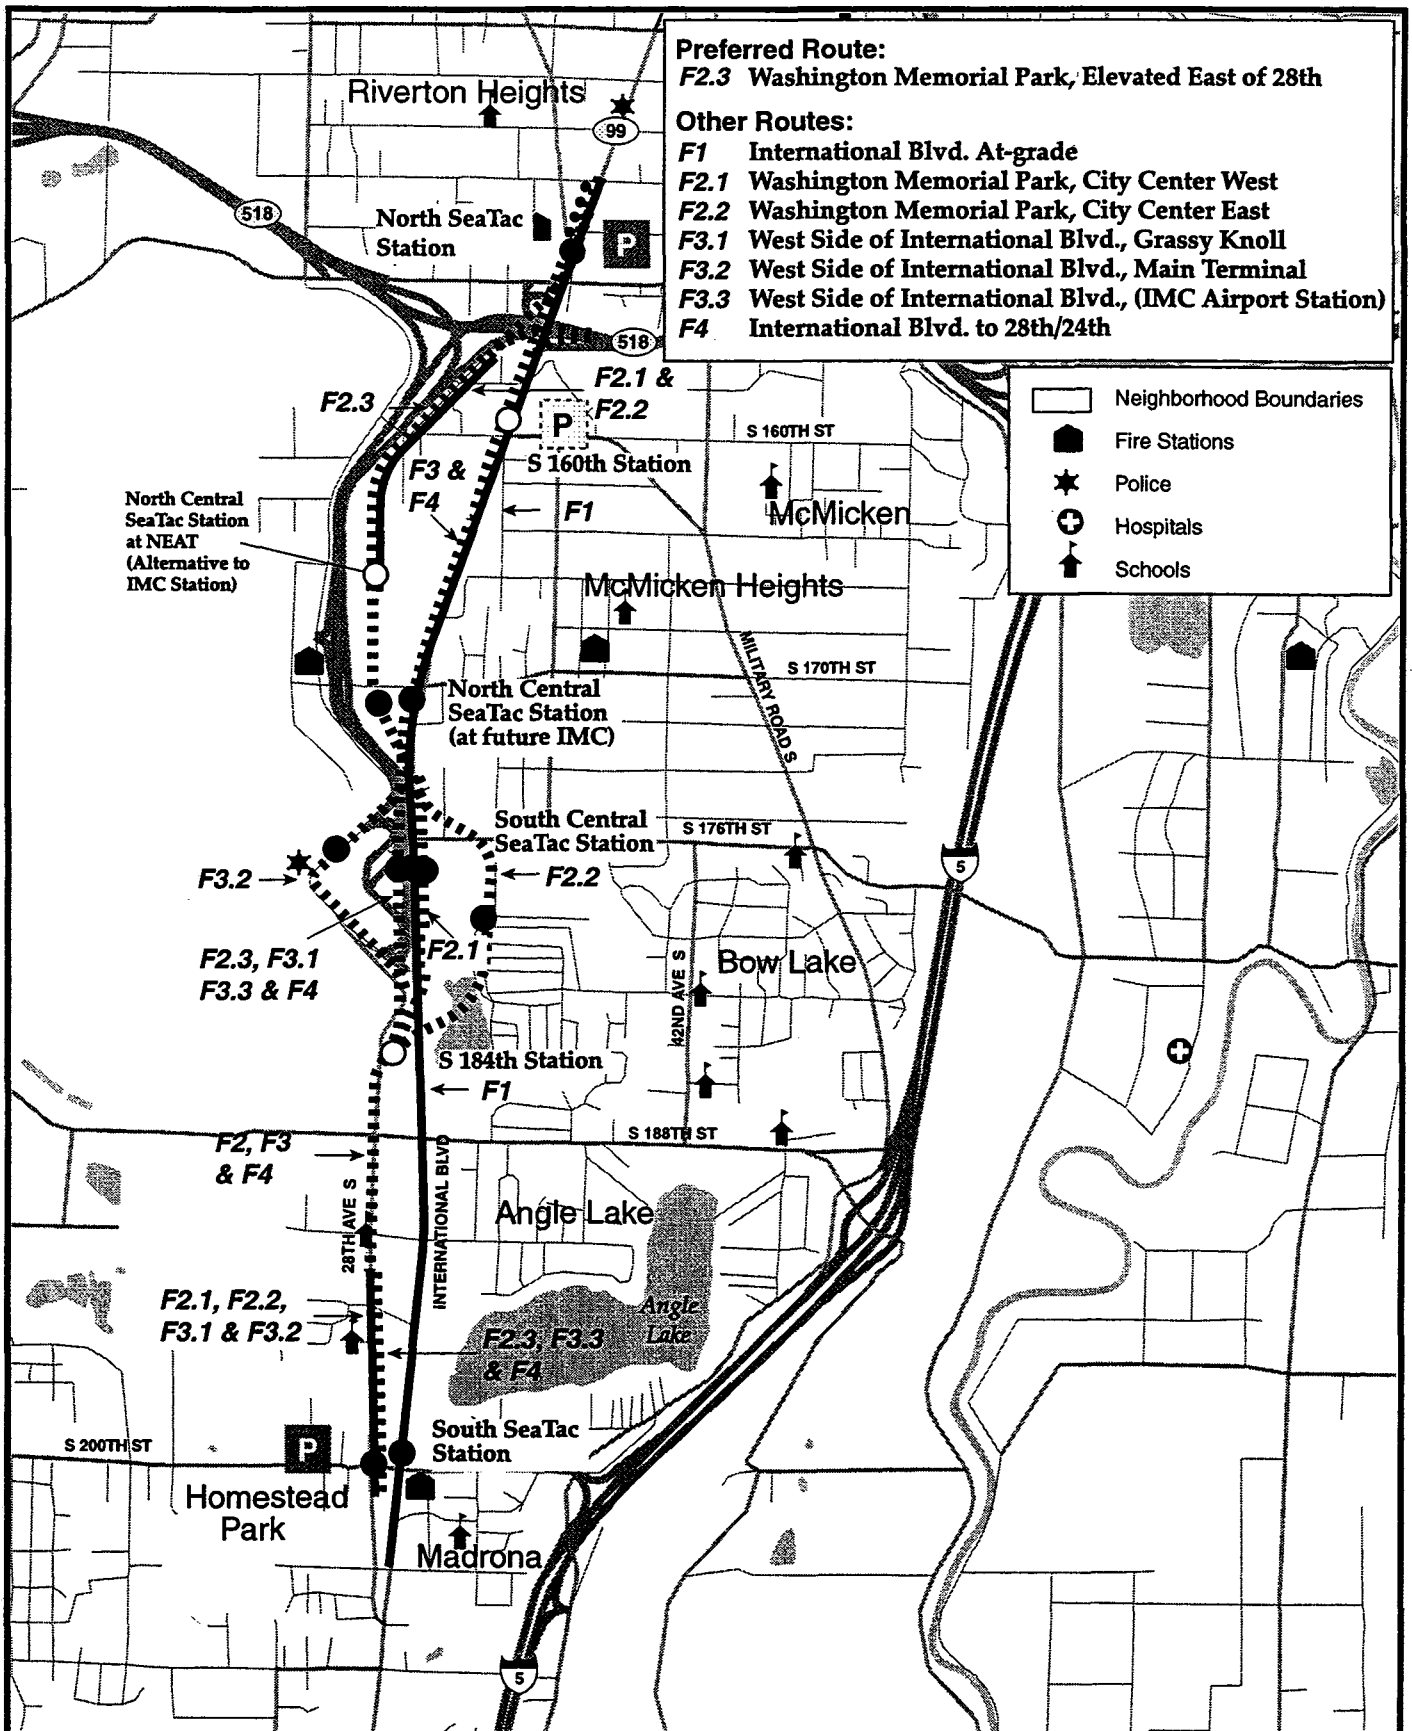 Preferred Route:
F2.3 Washington Memorial Park, Elevated East of 28th
Other Routes:
F1 International Blvd. At-grade
F2.1 Washington Memorial Park, City Center West
F2.2 Washington Memorial Park, City Center East
F3.1 West Side of International Blvd., Grassy Knoll
F3.2 West Side of International Blvd., Main Terminal
F3.3 West Side of International Blvd., (IMC Airport Station)
F4 International Blvd. to 28th/24th
Neighborhood Boundaries
Fire Stations
Police
Hospitals
Schools
Riverton Heights
99
518
North SeaTac
Station
P
518
F2.3
F2.1 &
F2.2
P
S 160TH ST
S 160th Station
F3 &
F4
F1
North Central
SeaTac Station
at NEAT
(Alternative to
IMC Station)
McMicken
McMicken Heights
MILITARY ROAD S
S 170TH ST
North Central
SeaTac Station
(at future IMC)
South Central
SeaTac Station
S 176TH ST
5
F3.2
F2.2
F2.1
F2.3, F3.1
F3.3 & F4
42ND AVE S
Bow Lake
S 184th Station
F1
S 188TH ST
F2, F3
& F4
28TH AVE S
INTERNATIONAL BLVD
Angle Lake
F2.1, F2.2,
F3.1 & F3.2
Angle
Lake
F2.3, F3.3
& F4
South SeaTac
Station
S 200TH ST
P
Homestead
Park
Madrona
5